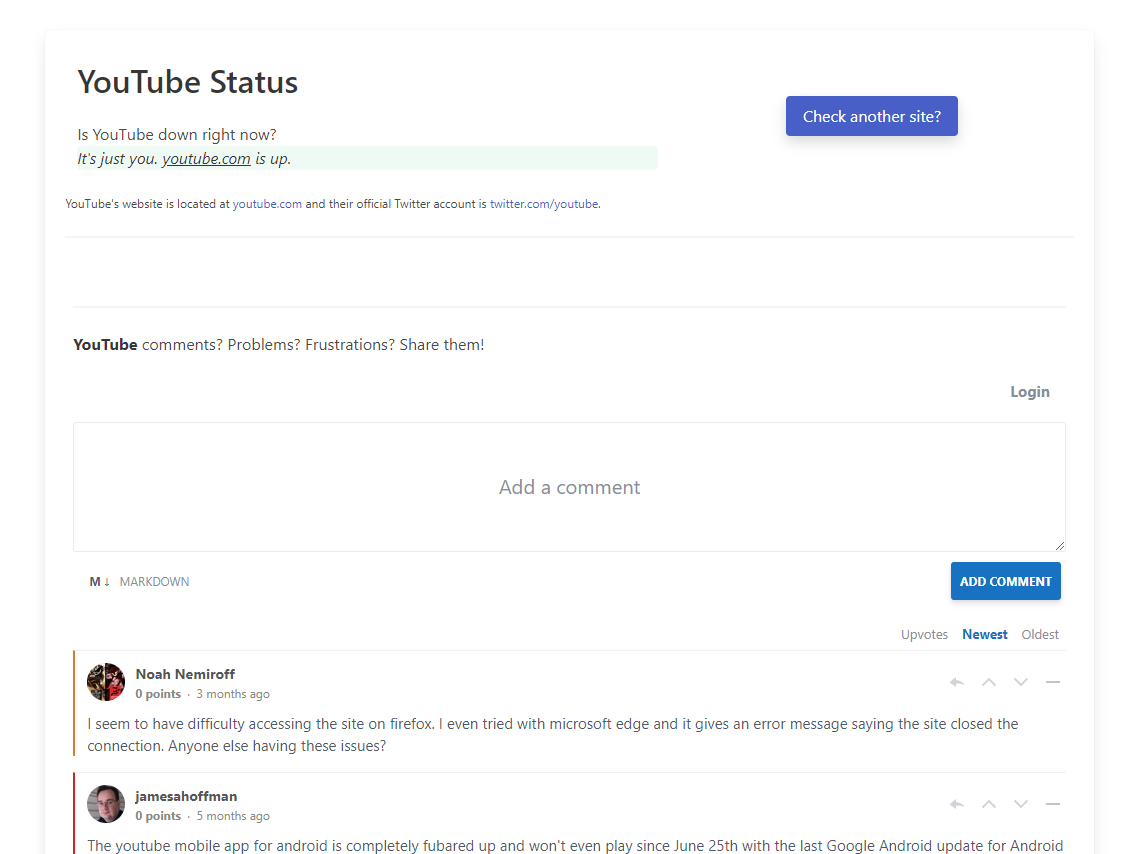 YouTube Status
Check another site?
Is YouTube down right now?
It's just you. youtube.com is up.
YouTube's website is located at youtube.com and their official Twitter account is twitter.com/youtube.
YouTube comments? Problems? Frustrations? Share them!
Login
Add a comment
M↓ MARKDOWN
ADD COMMENT
Upvotes Newest Oldest
Noah Nemiroff
0 points · 3 months ago
I seem to have difficulty accessing the site on firefox. I even tried with microsoft edge and it gives an error message saying the site closed the
connection. Anyone else having these issues?
jamesahoffman
0 points · 5 months ago
The youtube mobile app for android is completely fubared up and won't even play since June 25th with the last Google Android update for Android